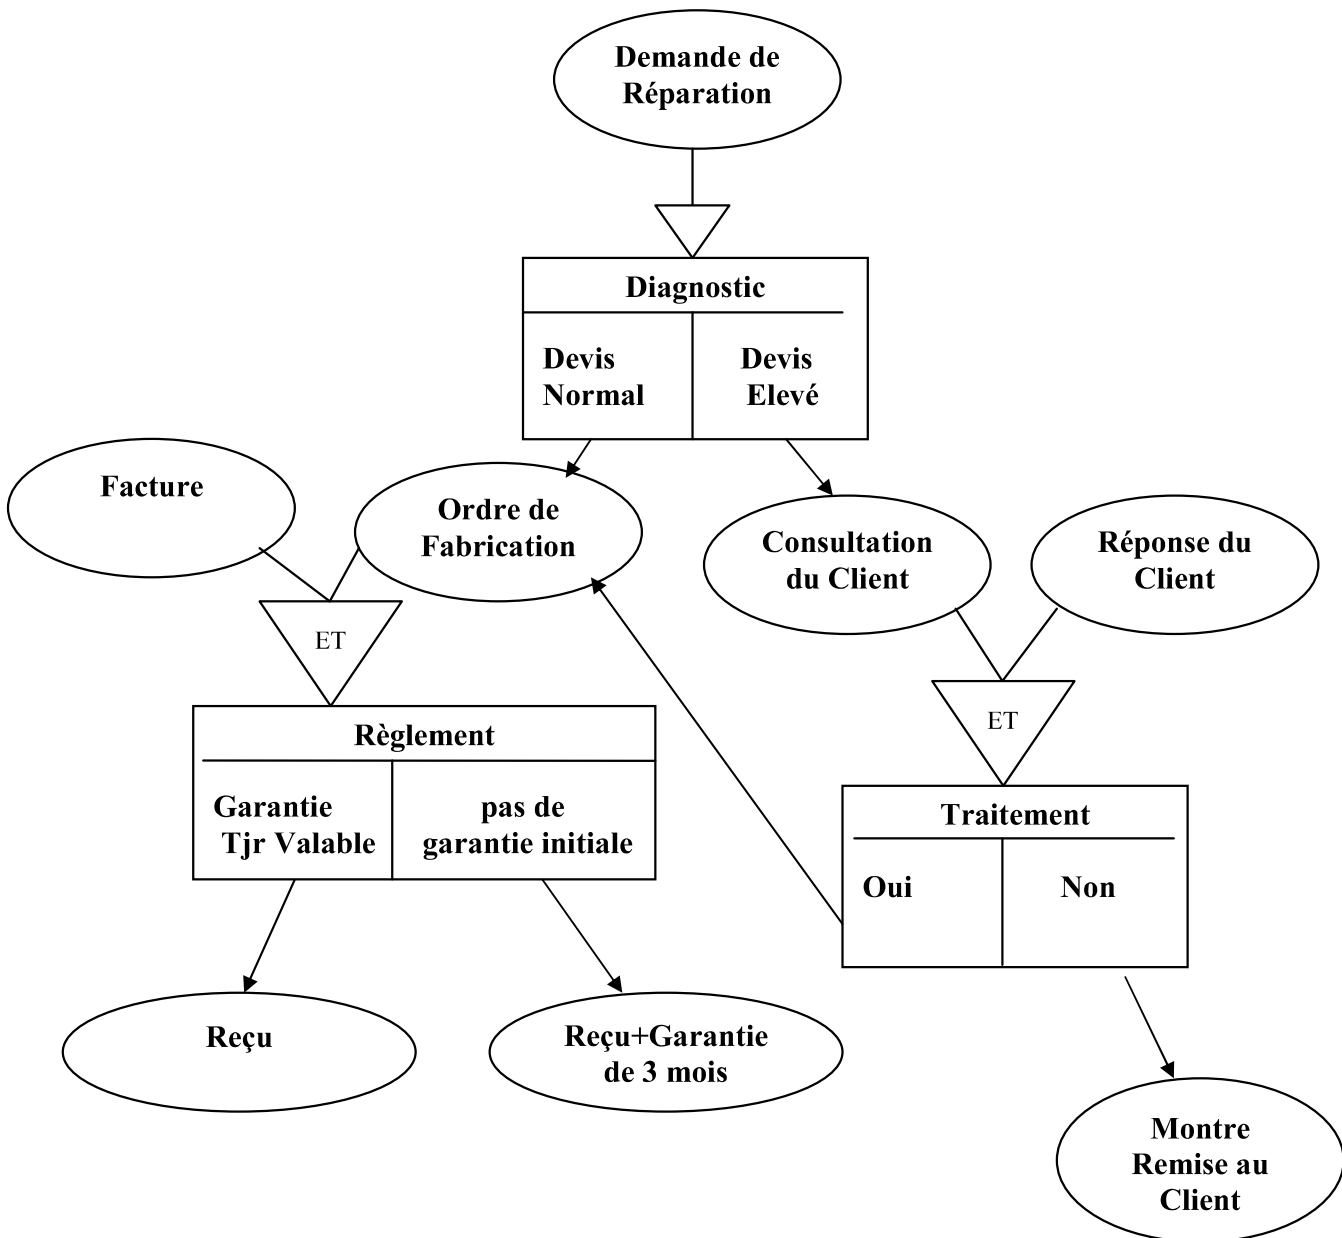 Demande de
Réparation
Diagnostic
Devis
Normal
Devis
Elevé
Facture
Ordre de
Fabrication
Consultation
du Client
Réponse du
Client
ET
ET
Règlement
Garantie
Tjr Valable
pas de
garantie initiale
Traitement
Oui
Non
Reçu
Reçu+Garantie
de 3 mois
Montre
Remise au
Client